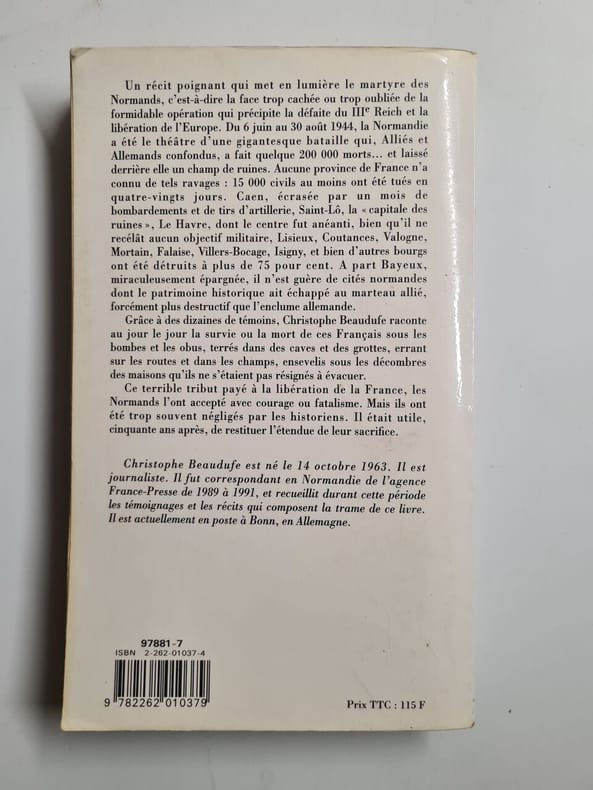 Un récit poignant qui met en lumière le martyre des
Normands, c'est-à-dire la face trop cachée ou trop oubliée de la
formidable opération qui précipite la défaite du IIIe Reich et la
libération de l'Europe. Du 6 juin au 30 août 1944, la Normandie
a été le théâtre d'une gigantesque bataille qui, Alliés et
Allemands confondus, a fait quelque 200 000 morts... et laissé
derrière elle un champ de ruines. Aucune province de France n'a
connu de tels ravages : 15 000 civils au moins ont été tués en
quatre-vingts jours. Caen, écrasée par un mois de
bombardements et de tirs d'artillerie, Saint-Lô, la « capitale des
ruines », Le Havre, dont le centre fut anéanti, bien qu'il ne
recélât aucun objectif militaire, Lisieux, Coutances, Valogne,
Mortain, Falaise, Villers-Bocage, Isigny, et bien d'autres bourgs
ont été détruits à plus de 75 pour cent. A part Bayeux,
miraculeusement épargnée, il n'est guère de cités normandes
dont le patrimoine historique ait échappé au marteau allié,
forcément plus destructif que l'enclume allemande.
Grâce à des dizaines de témoins, Christophe Beaudufe raconte
au jour le jour la survie ou la mort de ces Français sous les
bombes et les obus, terrés dans des caves et des grottes, errant
sur les routes et dans les champs, ensevelis sous les décombres
des maisons qu'ils ne s'étaient pas résignés à évacuer.
Ce terrible tribut payé à la libération de la France, les
Normands l'ont accepté avec courage ou fatalisme. Mais ils ont
été trop souvent négligés par les historiens. Il était utile,
cinquante ans après, de restituer l'étendue de leur sacrifice.
Christophe Beaudufe est né le 14 octobre 1963. Il est
journaliste. Il fut correspondant en Normandie de l'agence
France-Presse de 1989 à 1991, et recueillit durant cette période
les témoignages et les récits qui composent la trame de ce livre.
Il est actuellement en poste à Bonn, en Allemagne.
97881-7
ISBN 2-262-01037-4
9 782262 010379
Prix TTC : 115 F